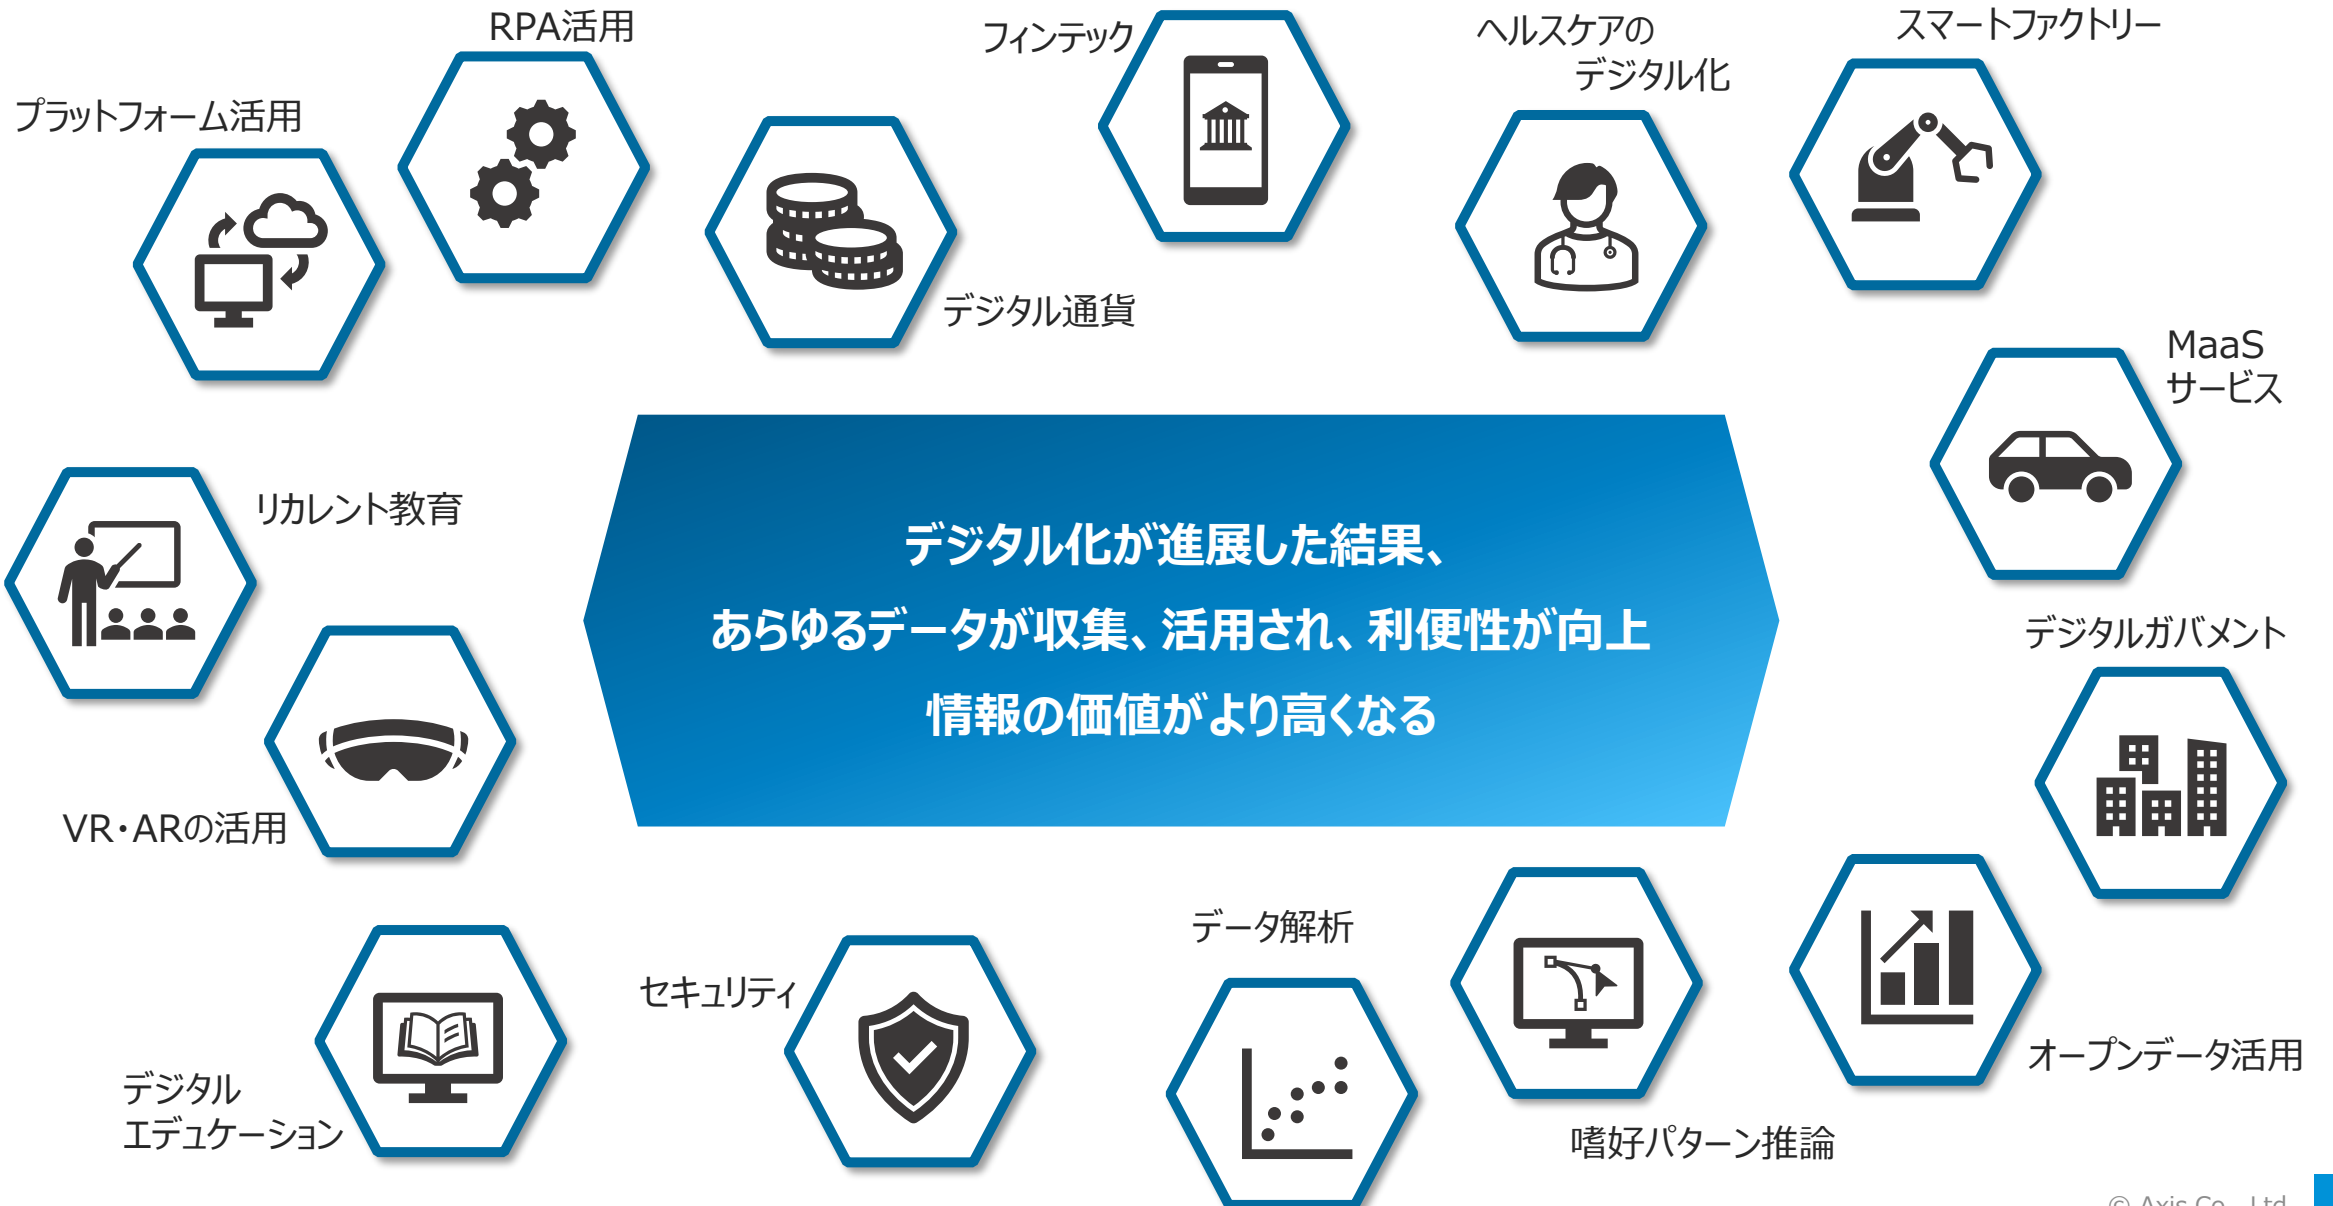 RPA活用
フィンテック
ヘルスケアの
デジタル化
スマートファクトリー
プラットフォーム活用
デジタル通貨
MaaS
サービス
リカレント教育
デジタル化が進展した結果、
あらゆるデータが収集、活用され、利便性が向上
情報の価値がより高くなる
デジタルガバメント
VR・ARの活用
データ解析
セキュリティ
オープンデータ活用
デジタル
エデュケーション
嗜好パターン推論
© Axis Co., Ltd